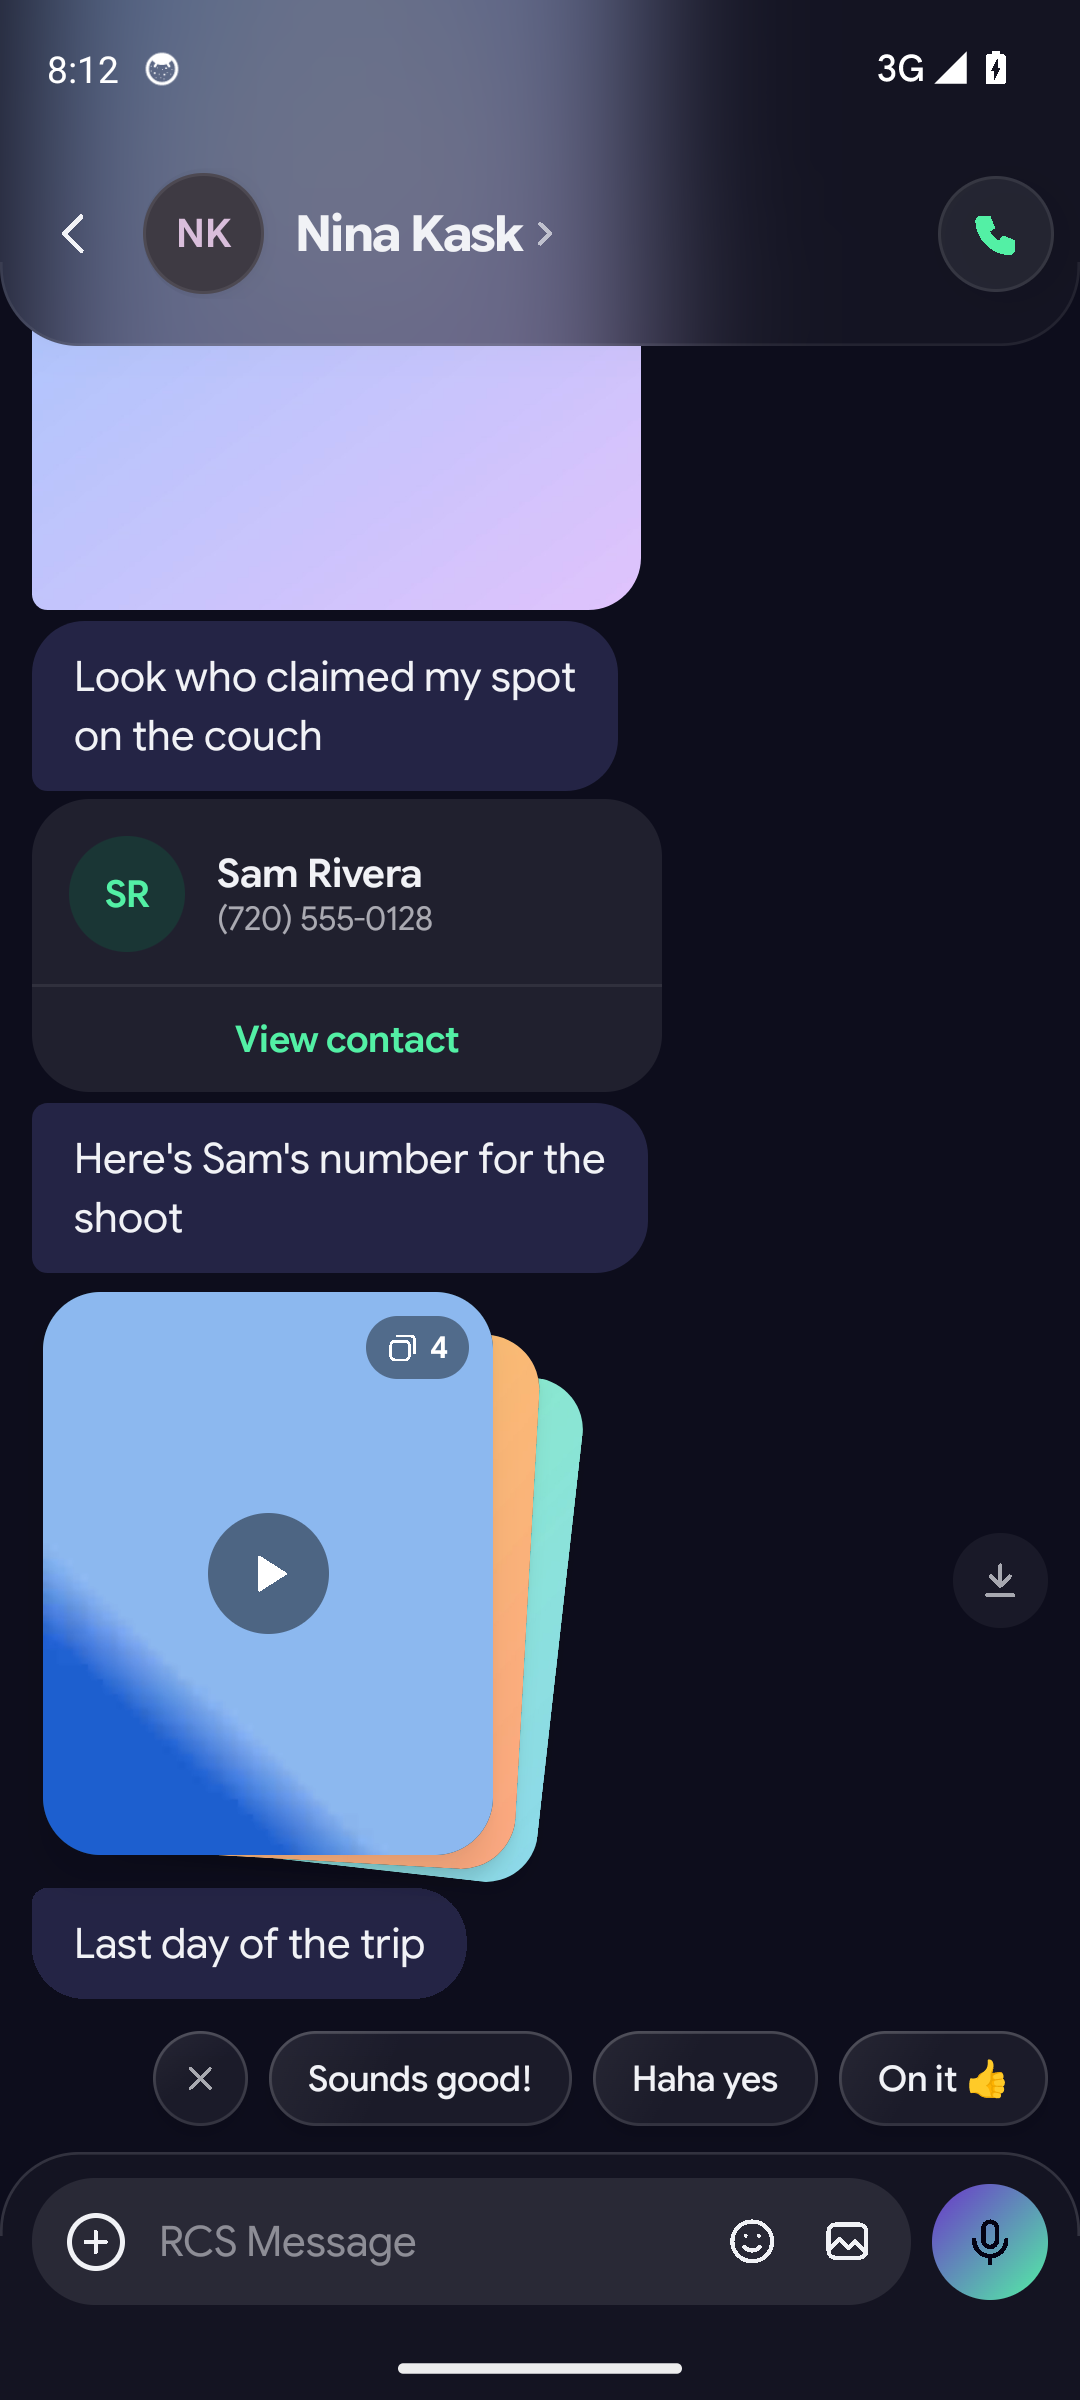 8:12
3G
NK
Nina Kask
Look who claimed my spot
on the couch
SR
Sam Rivera
(720) 555-0128
View contact
Here's Sam's number for the
shoot
4
Last day of the trip
Sounds good!
Haha yes
On it 👍
RCS Message